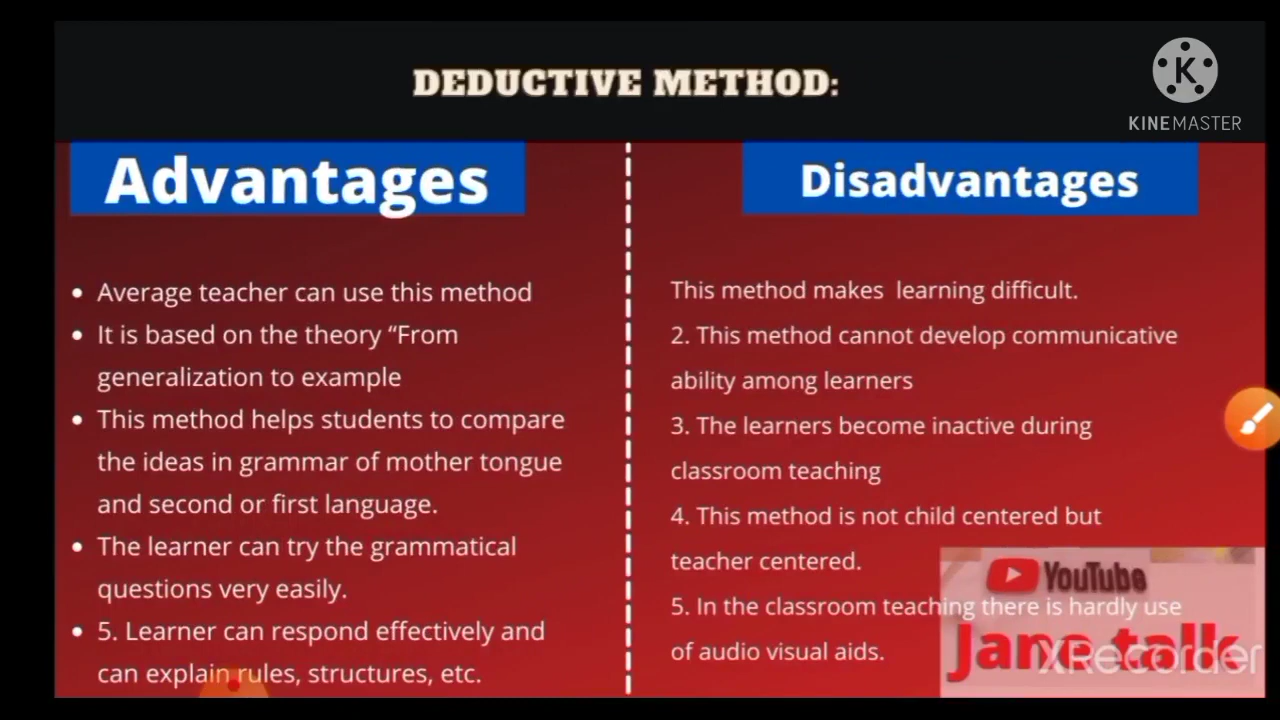 DEDUCTIVE METHOD:
KINEMASTER
Advantages
• Average teacher can use this method
• It is based on the theory “From
generalization to example
• This method helps students to compare
the ideas in grammar of mother tongue
and second or first language.
• The learner can try the grammatical
questions very easily.
• 5. Learner can respond effectively and
can explain rules, structures, etc.
Disadvantages
This method makes learning difficult.
2. This method cannot develop communicative
ability among learners
3. The learners become inactive during
classroom teaching
4. This method is not child centered but
teacher centered.
5. In the classroom teaching there is hardly use
of audio visual aids.
YouTube
talk
XRecorder